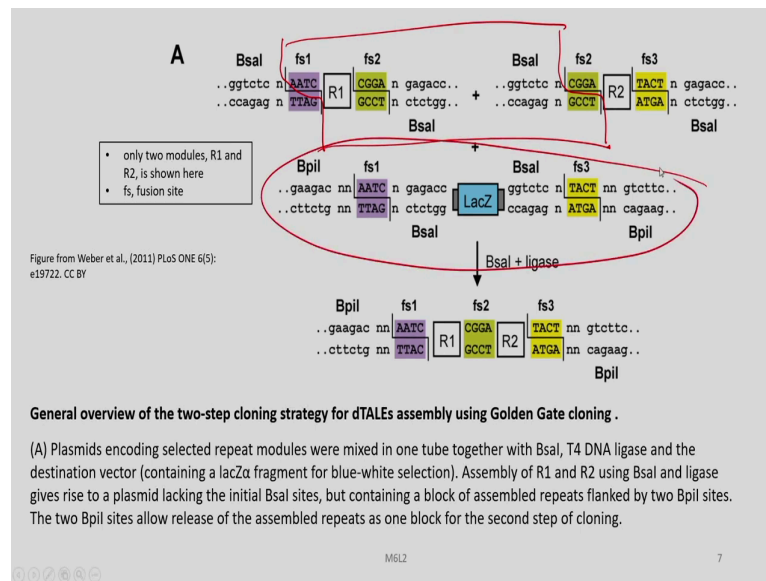 A
BsaI fs1 fs2 BsaI fs2 fs3
..ggtctc n AATC R1 CGGA n gagacc.. + ..ggtctc n CGGA R2 TACT n gagacc..
..ccagag n TTAG GCCT n ctctgg.. ..ccagag n GCCT ATGA n ctctgg..
BsaI BsaI
+
• only two modules, R1 and
R2, is shown here
• fs, fusion site
BpiI fs1 BsaI fs3
..gaagac nn AATC n gagacc LacZ ggtctc n TACT nn gtcttc..
..cttctg nn TTAG n ctctgg ccagag n ATGA nn cagaag..
BsaI BpiI
Figure from Weber et al., (2011) PLoS ONE 6(5):
e19722. CC BY
BsaI + ligase
BpiI fs1 fs2 fs3
..gaagac nn AATC R1 CGGA R2 TACT nn gtcttc..
..cttctg nn TTAC GCCT ATGA nn cagaag..
BpiI
General overview of the two-step cloning strategy for dTALEs assembly using Golden Gate cloning .
(A) Plasmids encoding selected repeat modules were mixed in one tube together with BsaI, T4 DNA ligase and the
destination vector (containing a lacZα fragment for blue-white selection). Assembly of R1 and R2 using BsaI and ligase
gives rise to a plasmid lacking the initial BsaI sites, but containing a block of assembled repeats flanked by two BpiI sites.
The two BpiI sites allow release of the assembled repeats as one block for the second step of cloning.
M6L2 7